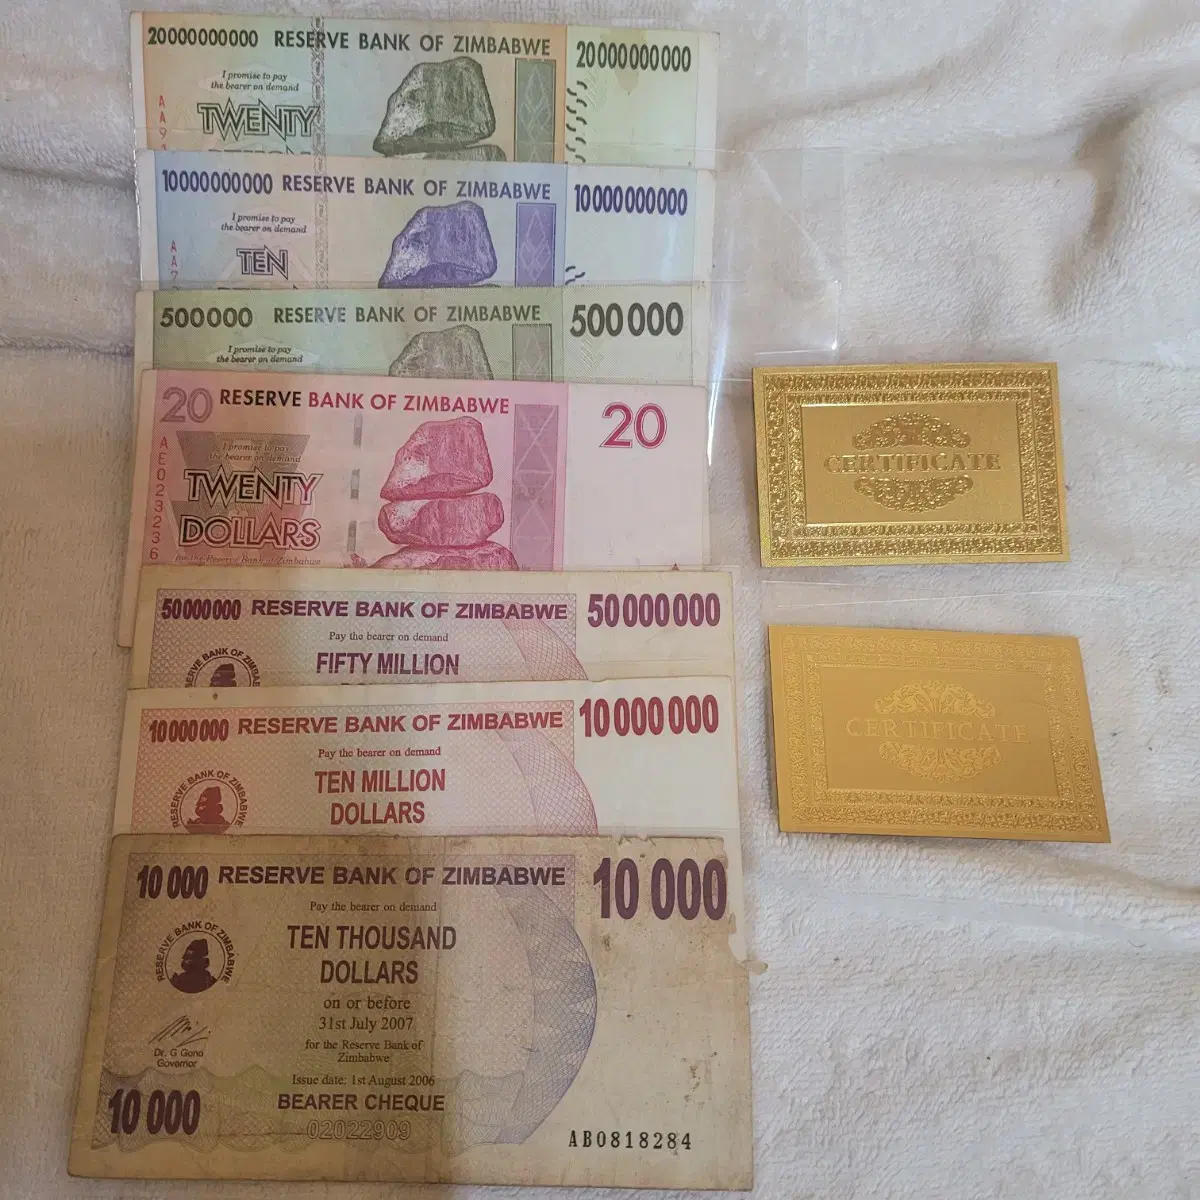 20000000000 RESERVE BANK OF ZIMBABWE 20000000000
I promise to pay
the bearer on demand
TWENTY
10000000000 RESERVE BANK OF ZIMBABWE 10000000000
I promise to pay
the bearer on demand
TEN
500000 RESERVE BANK OF ZIMBABWE 500000
I promise to pay
the bearer on demand
20 RESERVE BANK OF ZIMBABWE 20
I promise to pay
the bearer on demand
AE0232236
TWENTY
DOLLARS
for the Reserve Bank of Zimbabwe
CERTIFICATE
50000000 RESERVE BANK OF ZIMBABWE 50000000
Pay the bearer on demand
FIFTY MILLION
10000000 RESERVE BANK OF ZIMBABWE 10000000
Pay the bearer on demand
TEN MILLION
DOLLARS
RESERVE BANK OF ZIMBABWE
CERTIFICATE
10 000 RESERVE BANK OF ZIMBABWE 10 000
Pay the bearer on demand
TEN THOUSAND
DOLLARS
RESERVE BANK OF ZIMBABWE
on or before
31st July 2007
for the Reserve Bank of
Zimbabwe
Dr. G Gono
Governor
Issue date: 1st August 2006
10 000 BEARER CHEQUE
02022909
AB0818284